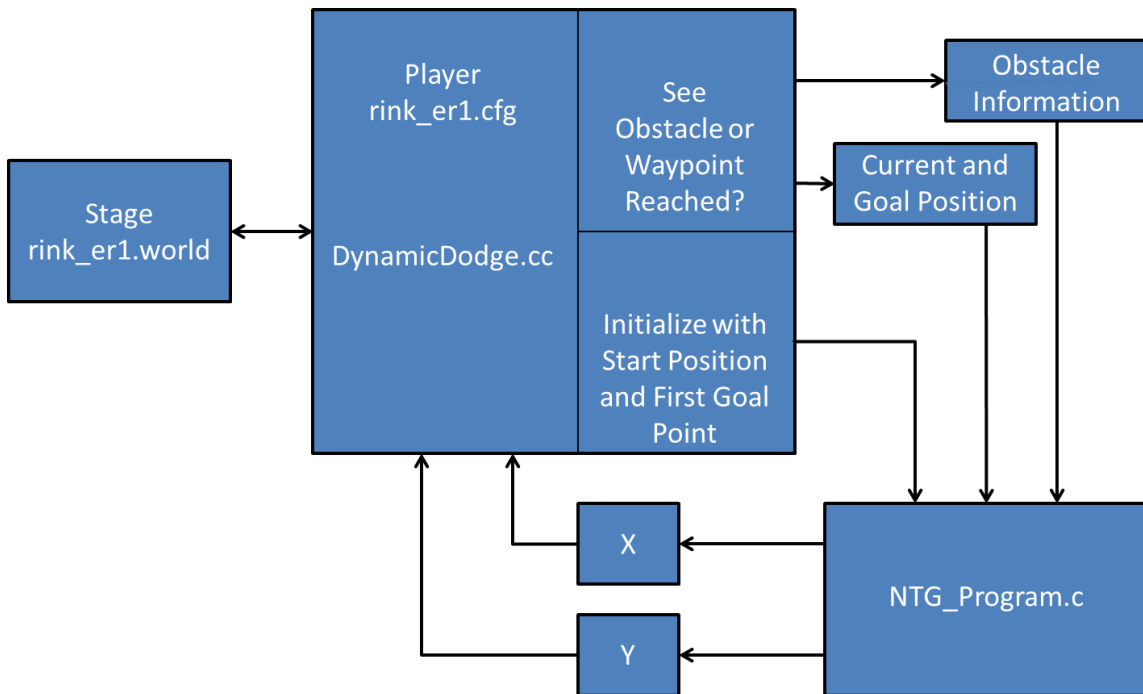 Stage
rink_er1.world
Player
rink_er1.cfg
DynamicDodge.cc
See
Obstacle or
Waypoint
Reached?
Initialize with
Start Position
and First Goal
Point
Obstacle
Information
Current and
Goal Position
X
Y
NTG_Program.c